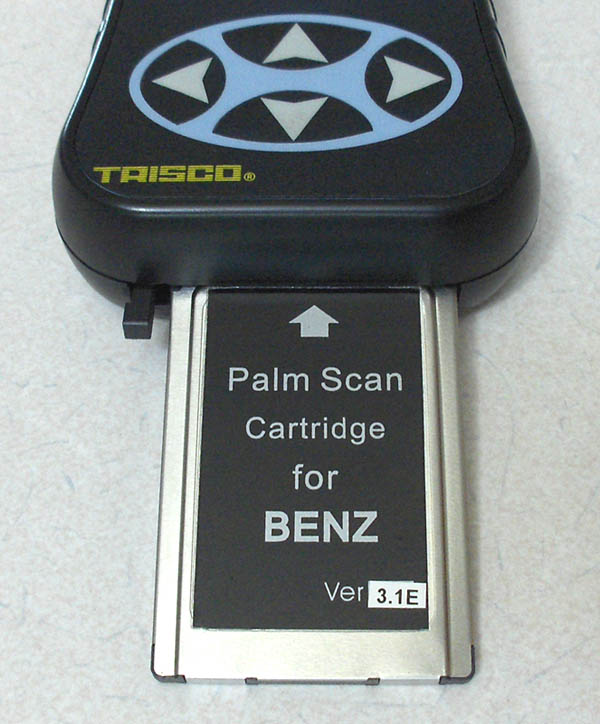 TRISCO®
Palm Scan
Cartridge
for
BENZ
Ver 3.1E